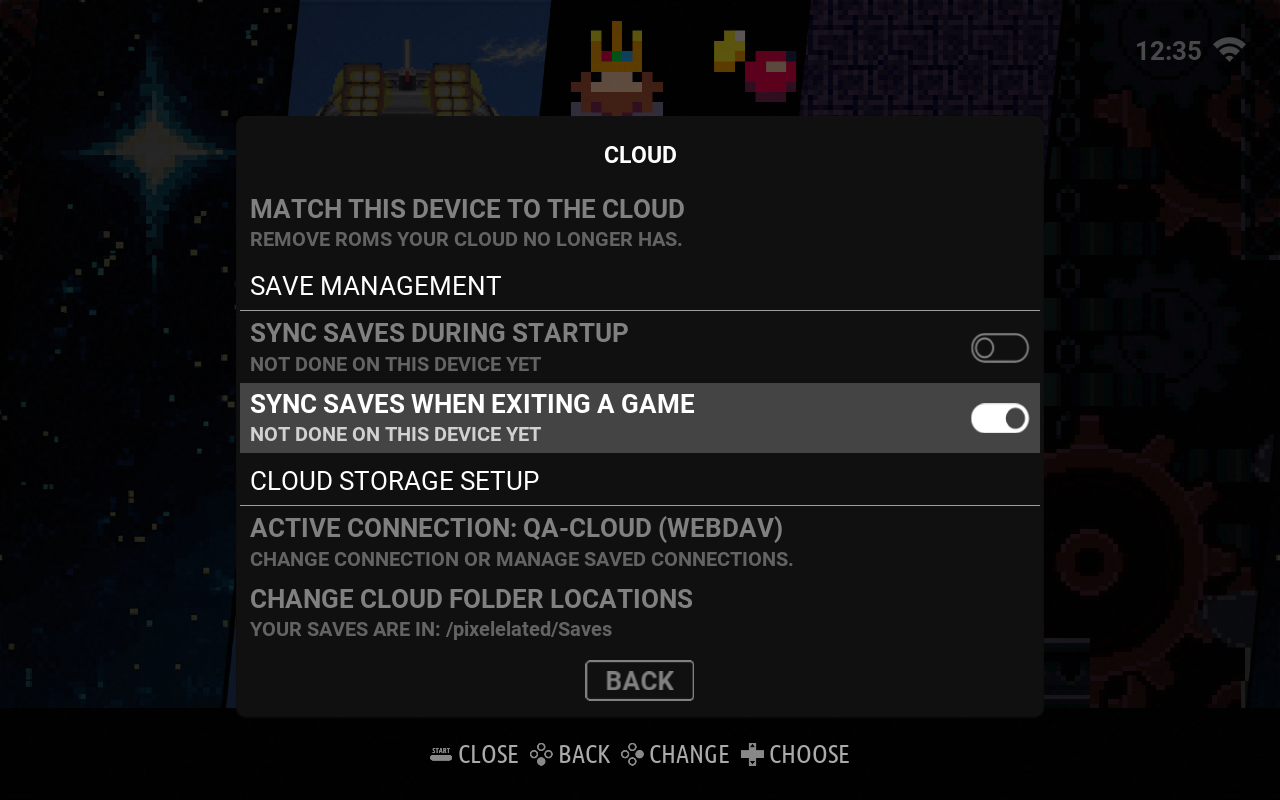 12:35
CLOUD
MATCH THIS DEVICE TO THE CLOUD
REMOVE ROMS YOUR CLOUD NO LONGER HAS.
SAVE MANAGEMENT
SYNC SAVES DURING STARTUP
NOT DONE ON THIS DEVICE YET
SYNC SAVES WHEN EXITING A GAME
NOT DONE ON THIS DEVICE YET
CLOUD STORAGE SETUP
ACTIVE CONNECTION: QA-CLOUD (WEBDAV)
CHANGE CONNECTION OR MANAGE SAVED CONNECTIONS.
CHANGE CLOUD FOLDER LOCATIONS
YOUR SAVES ARE IN: /pixelelated/Saves
BACK
START CLOSE BACK CHANGE CHOOSE